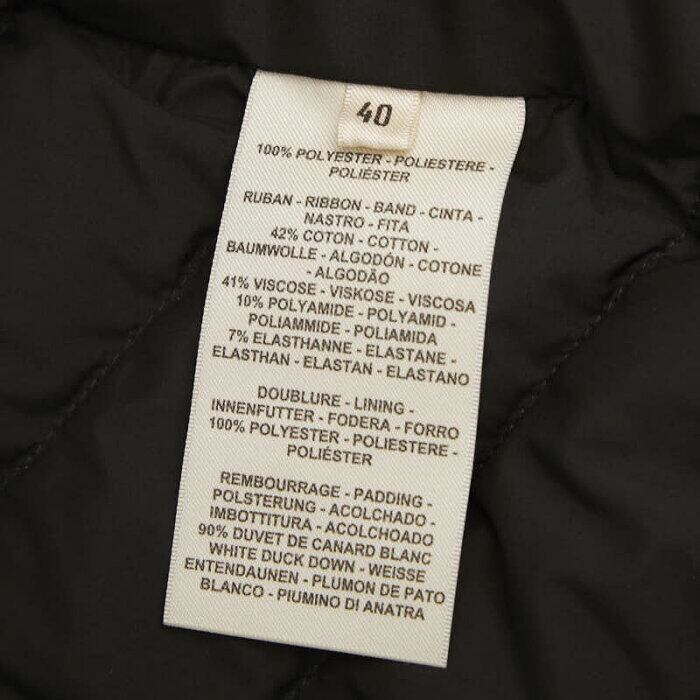 40
100% POLYESTER - POLIESTERE -
POLIÉSTER
RUBAN - RIBBON - BAND - CINTA -
NASTRO - FITA
42% COTON - COTTON -
BAUMWOLLE - ALGODÓN - COTONE
- ALGODÃO
41% VISCOSE - VISKOSE - VISCOSA
10% POLYAMIDE - POLYAMID -
POLIAMMIDE - POLIAMIDA
7% ELASTHANNE - ELASTANE -
ELASTHAN - ELASTAN - ELASTANO
DOUBLURE - LINING -
INNENFUTTER - FODERA - FORRO
100% POLYESTER - POLIESTERE -
POLIÉSTER
REMBOURRAGE - PADDING -
POLSTERUNG - ACOLCHADO -
IMBOTTITURA - ACOLCHOADO
90% DUVET DE CANARD BLANC
WHITE DUCK DOWN - WEISSE
ENTENDAUNEN - PLUMON DE PATO
BLANCO - PIUMINO DI ANATRA